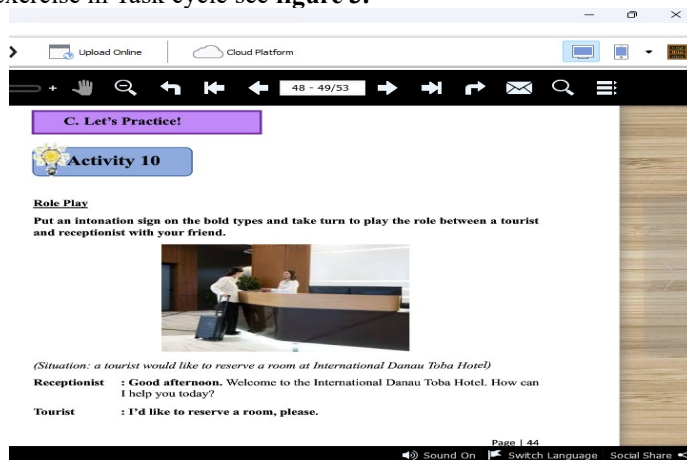 exercise in Task cycle see figure 5.
Upload Online
Cloud Platform
48 - 49/53
C. Let's Practice!
Activity 10
Role Play
Put an intonation sign on the bold types and take turn to play the role between a tourist
and receptionist with your friend.
(Situation: a tourist would like to reserve a room at International Danau Toba Hotel)
Receptionist : Good afternoon. Welcome to the International Danau Toba Hotel. How can
I help you today?
Tourist : I'd like to reserve a room, please.
Page | 44
Sound On Switch Language Social Share